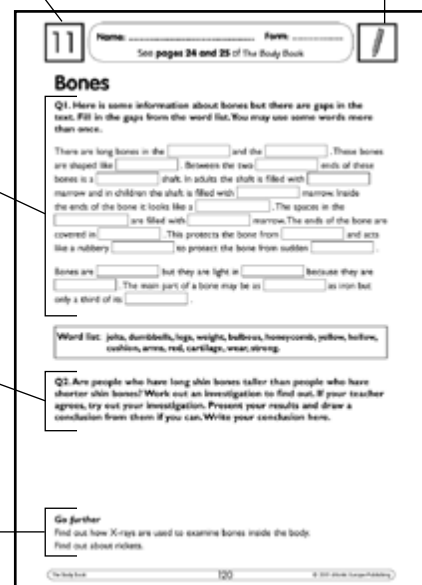 11
Name: ........................ Form: ............
See pages 24 and 25 of The Body Book
Bones
Q1. Here is some information about bones but there are gaps in the
text. Fill in the gaps from the word list. You may use some words more
than once.
There are long bones in the and the . These bones
are shaped like . Between the two ends of these
bones is a shaft. In adults the shaft is filled with
marrow and in children the shaft is filled with marrow. Inside
the ends of the bone it looks like a . The spaces in the
are filled with marrow. The ends of the bone are
covered in . This protects the bone from and acts
like a rubbery to protect the bone from sudden .
Bones are but they are light in because they are
. The main part of a bone may be as as iron but
only a third of its .
Word list: jolts, dumbbells, legs, weight, bulbous, honeycomb, yellow, hollow,
cushion, arms, red, cartilage, wear, strong.
Q2. Are people who have long shin bones taller than people who have
shorter shin bones? Work out an investigation to find out. If your teacher
agrees, try out your investigation. Present your results and draw a
conclusion from them if you can. Write your conclusion here.
Go further
Find out how X-rays are used to examine bones inside the body.
Find out about rickets.
The Body Book
120